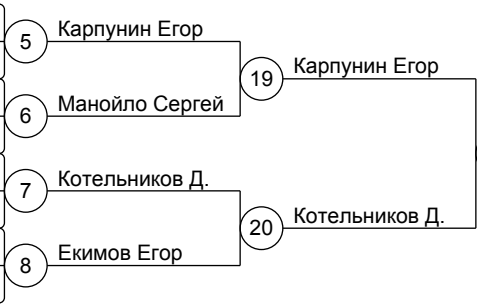 5 Карпунин Егор
19 Карпунин Егор
6 Манойло Сергей
7 Котельников Д.
20 Котельников Д.
8 Екимов Егор